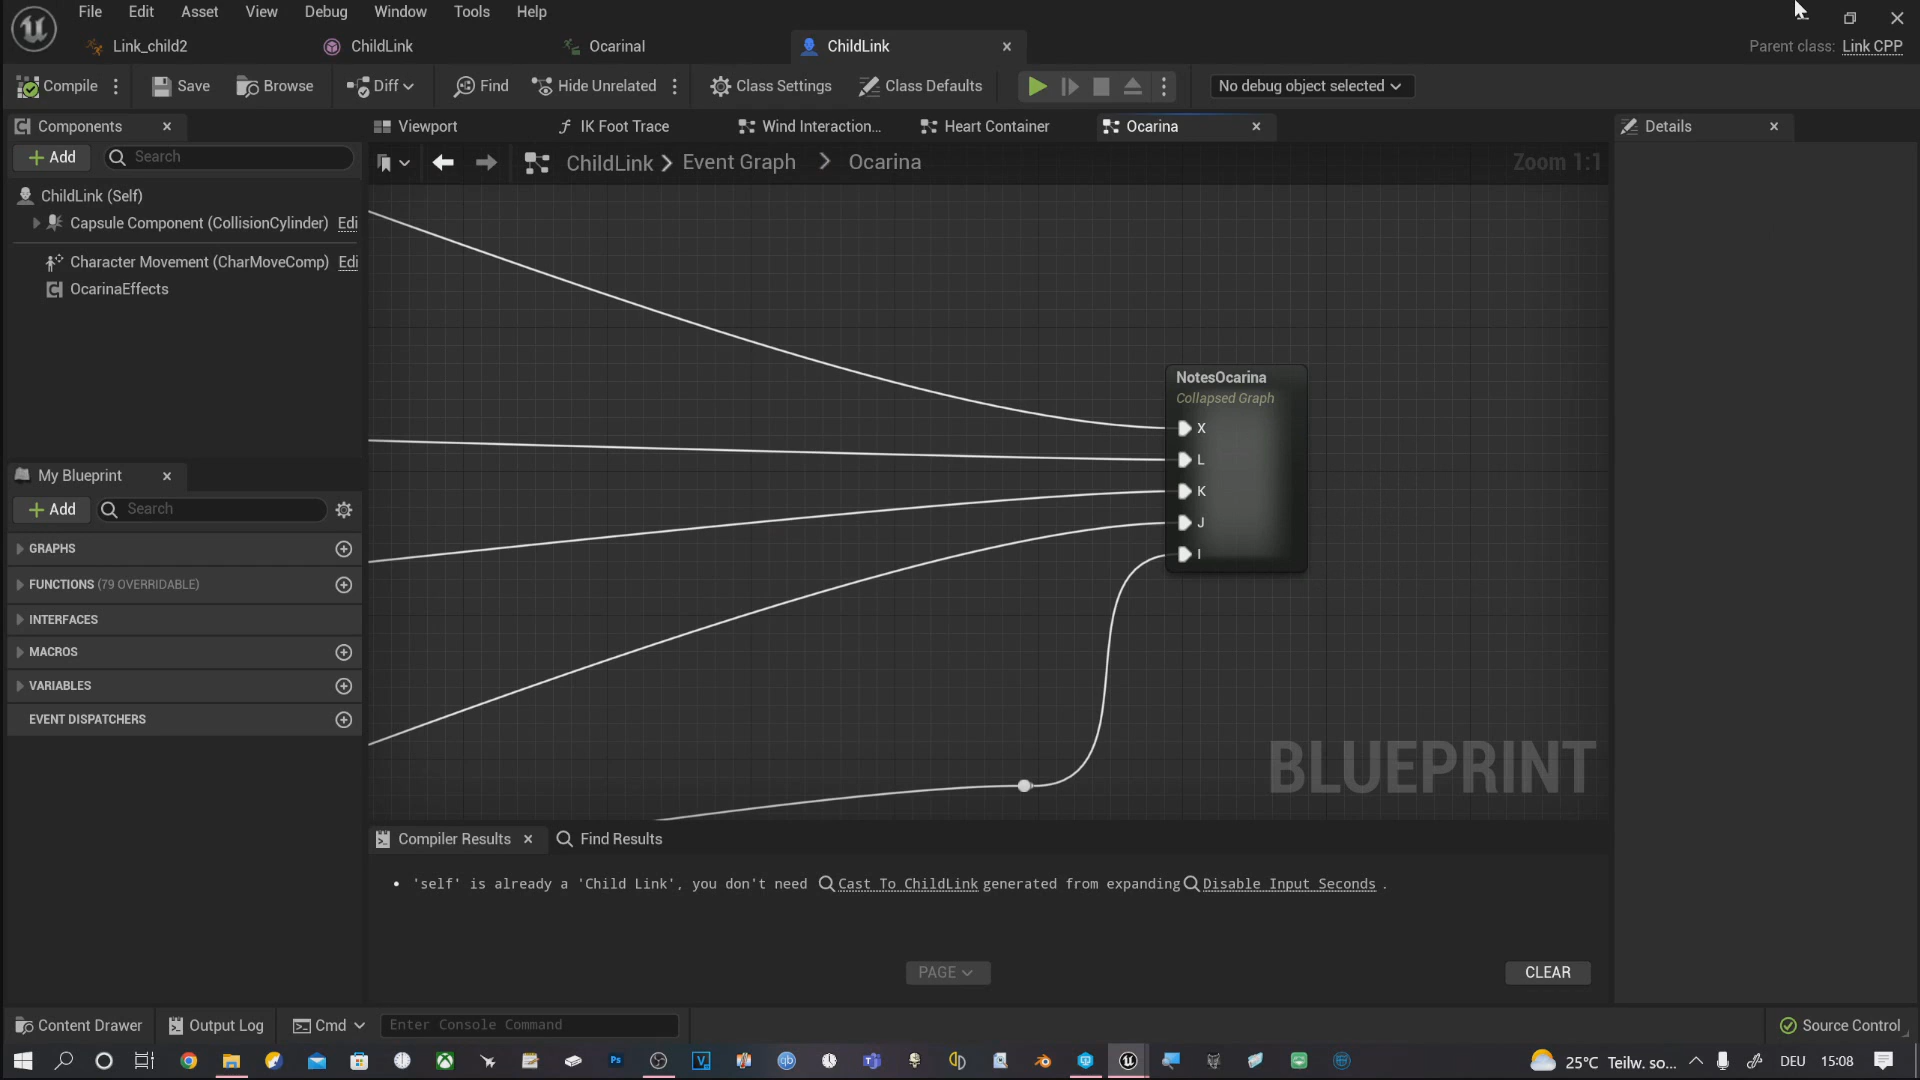 File Edit Asset View Debug Window Tools Help
Link_child2 ChildLink Ocarinal ChildLink
Parent class: Link CPP
Compile Save Browse Diff Find Hide Unrelated Class Settings Class Defaults No debug object selected
Components Viewport IK Foot Trace Wind Interaction... Heart Container Ocarina Details
Add Search
ChildLink > Event Graph > Ocarina Zoom 1:1
ChildLink (Self)
Capsule Component (CollisionCylinder) Edi
Character Movement (CharMoveComp) Edi
OcarinaEffects
NotesOcarina
Collapsed Graph
X
L
K
J
I
My Blueprint
Add Search
GRAPHS
FUNCTIONS (79 OVERRIDABLE)
INTERFACES
MACROS
VARIABLES
EVENT DISPATCHERS
BLUEPRINT
Compiler Results Find Results
• 'self' is already a 'Child Link', you don't need Cast To ChildLink generated from expanding Disable Input Seconds .
PAGE CLEAR
Content Drawer Output Log Cmd Enter Console Command Source Control
Ps qb 25°C Teilw. so... DEU 15:08